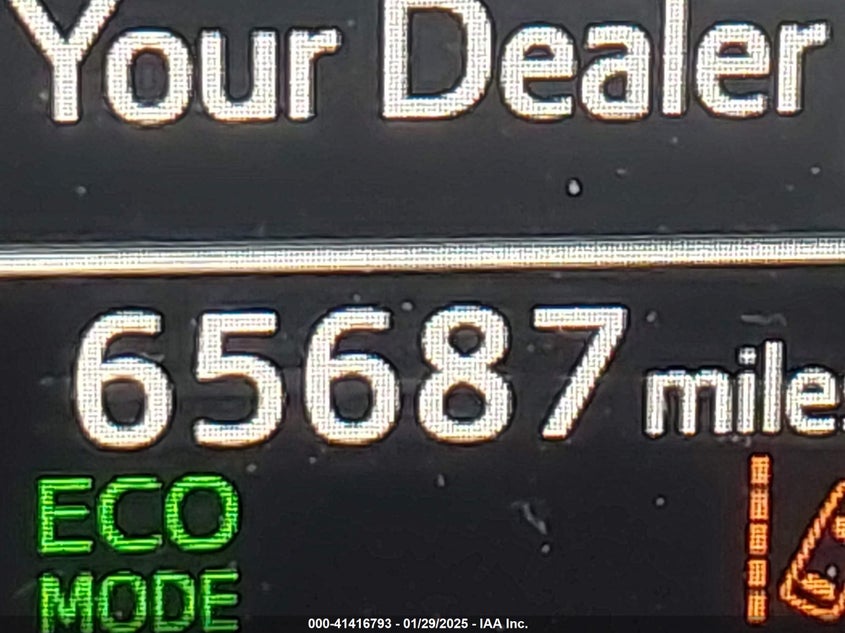 Your Dealer
65687 miles
ECO
MODE
000-41416793 - 01/29/2025 - IAA Inc.